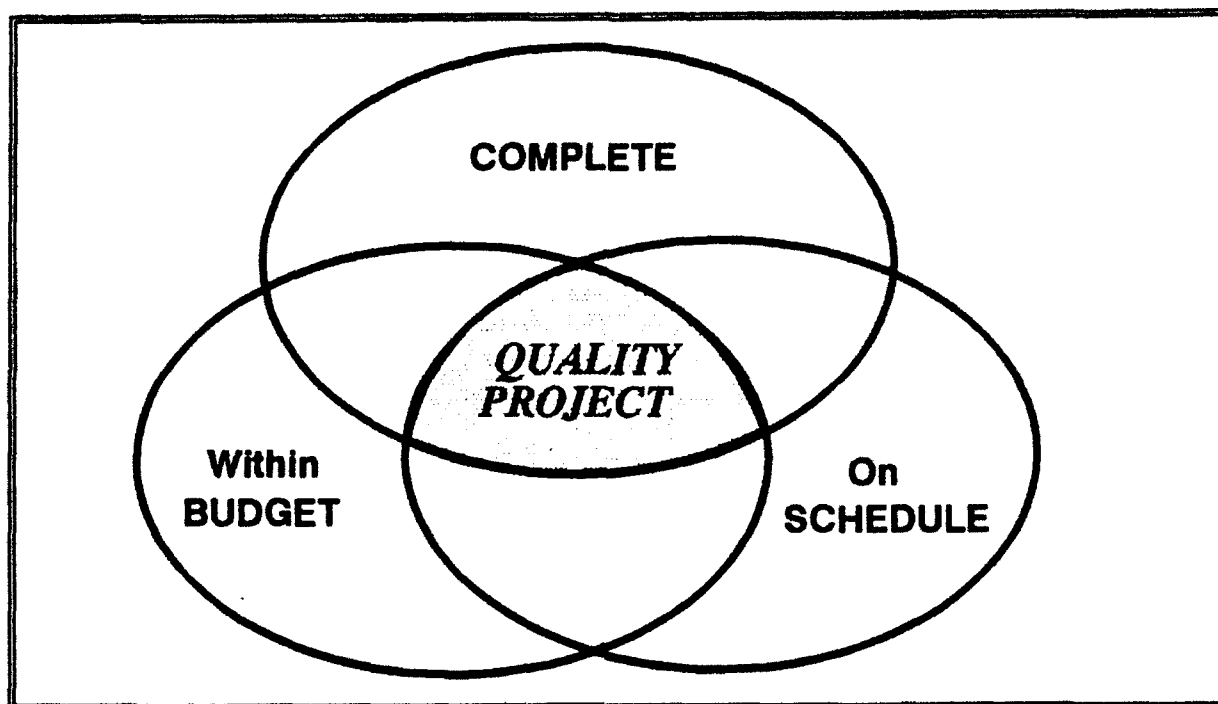 COMPLETE
QUALITY
PROJECT
Within
BUDGET
On
SCHEDULE